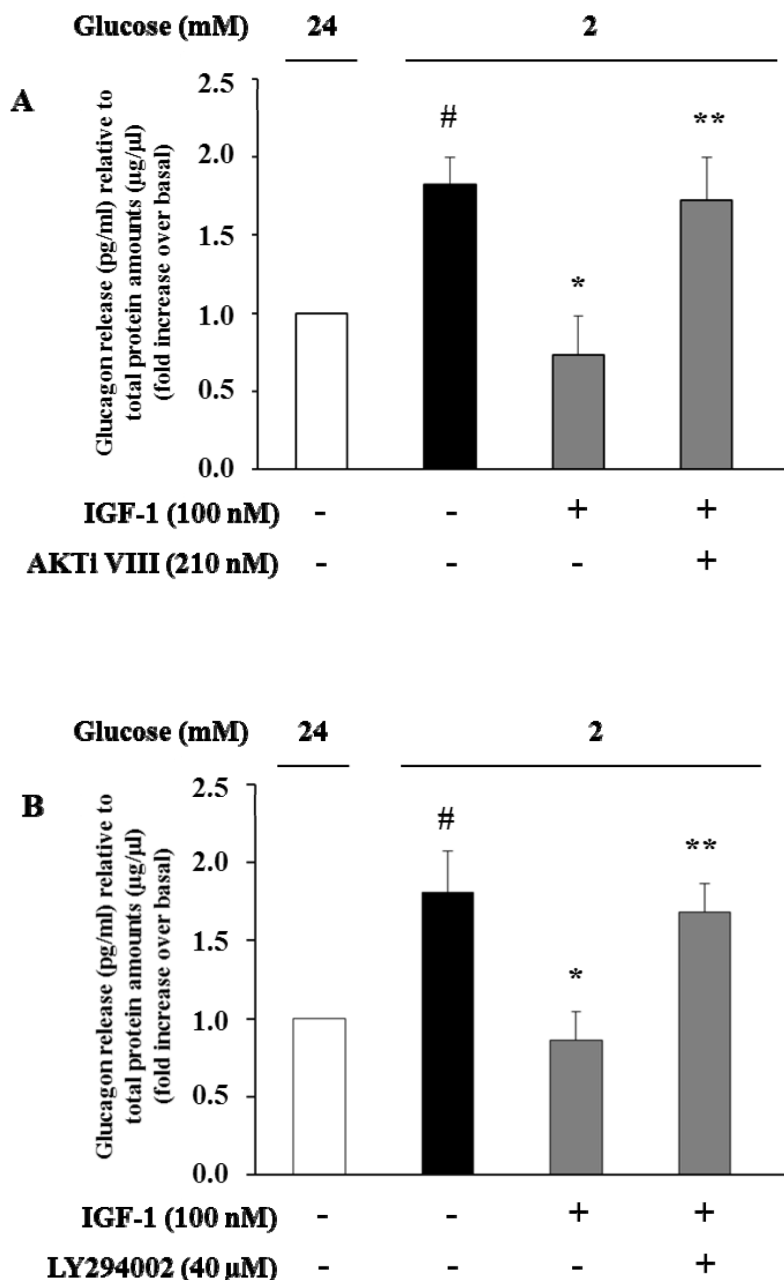 Glucose (mM) 24 2
A
Glucagon release (pg/ml) relative to
total protein amounts (µg/µl)
(fold increase over basal)
2.5
2.0
1.5
1.0
0.5
0.0
#
*
**
IGF-1 (100 nM) - - + +
AKTi VIII (210 nM) - - - +
Glucose (mM) 24 2
B
Glucagon release (pg/ml) relative to
total protein amounts (µg/µl)
(fold increase over basal)
2.5
2.0
1.5
1.0
0.5
0.0
#
*
**
IGF-1 (100 nM) - - + +
LY294002 (40 µM) - - - +